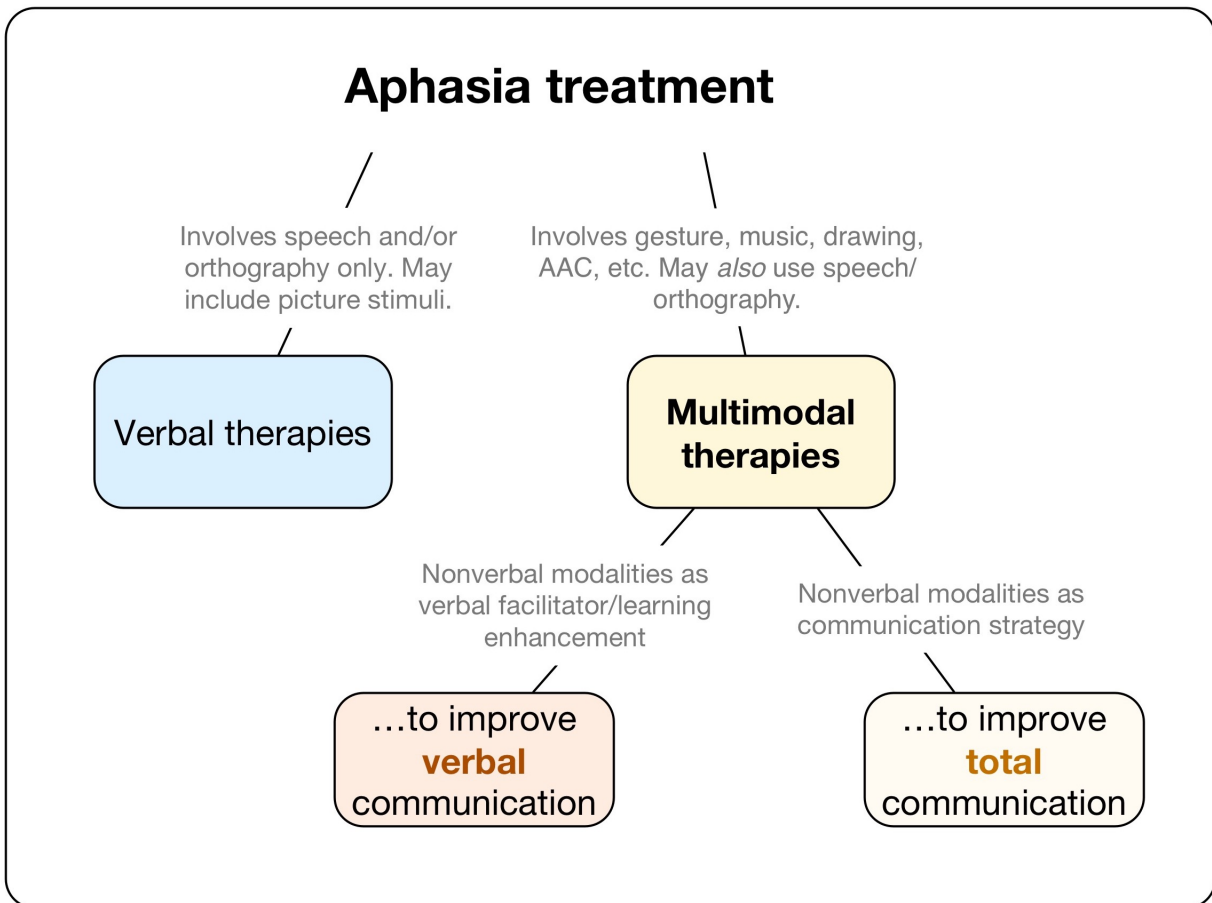 Aphasia treatment
Involves speech and/or
orthography only. May
include picture stimuli.
Involves gesture, music, drawing,
AAC, etc. May also use speech/
orthography.
Verbal therapies
Multimodal
therapies
Nonverbal modalities as
verbal facilitator/learning
enhancement
Nonverbal modalities as
communication strategy
…to improve
verbal
communication
…to improve
total
communication